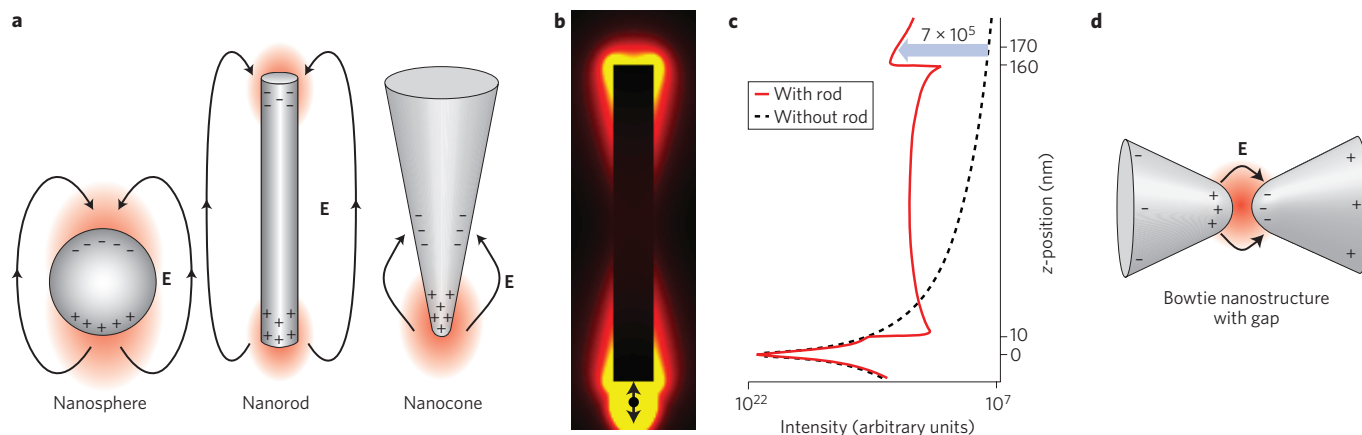 a
E
E
E
Nanosphere
Nanorod
Nanocone
b
c
7 × 10⁵
With rod
Without rod
170
160
10
0
z-position (nm)
10²²
10⁷
Intensity (arbitrary units)
d
E
Bowtie nanostructure
with gap